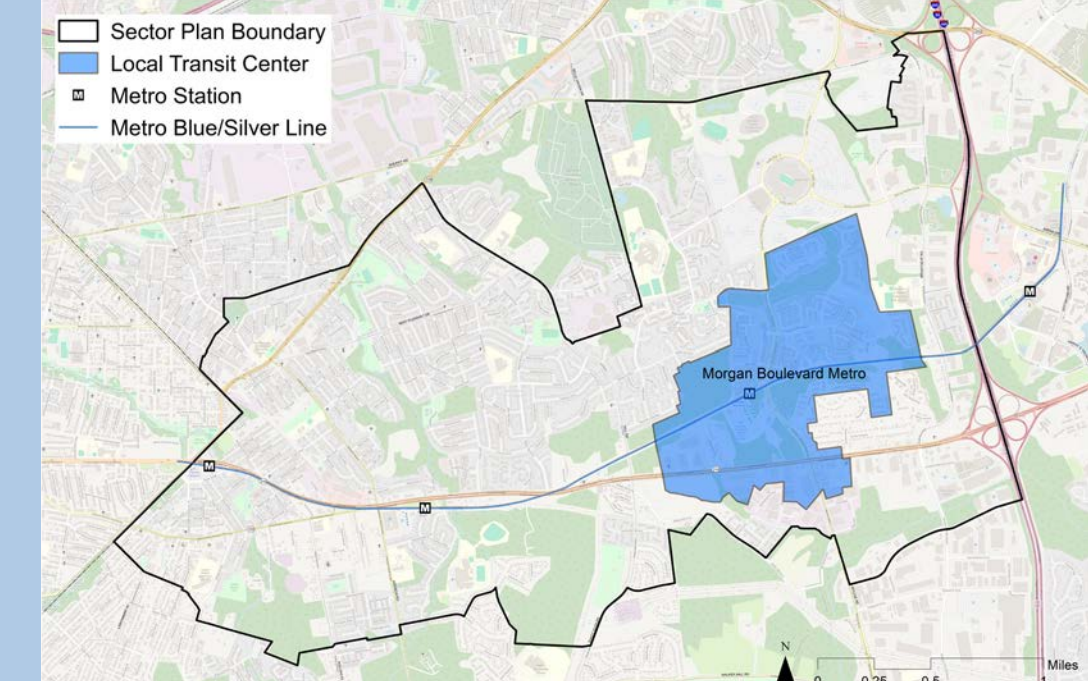 Sector Plan Boundary
Local Transit Center
M Metro Station
Metro Blue/Silver Line
M
Morgan Boulevard Metro
M
M
M
N
Miles
0 0.25 0.5 1